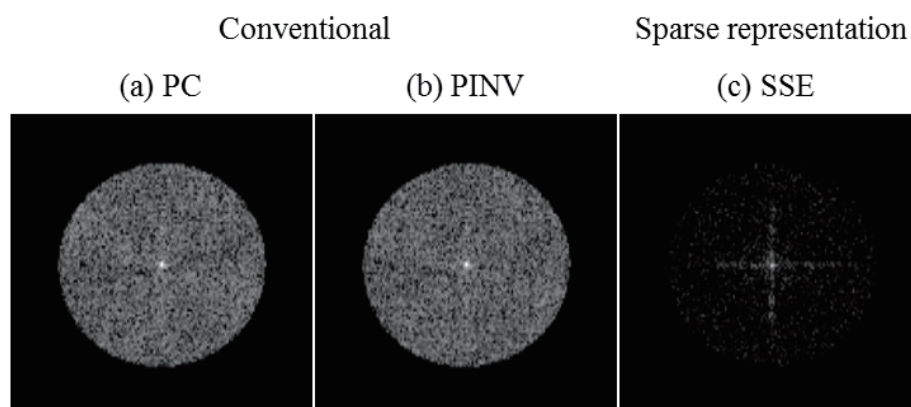 Conventional
Sparse representation
(a) PC
(b) PINV
(c) SSE